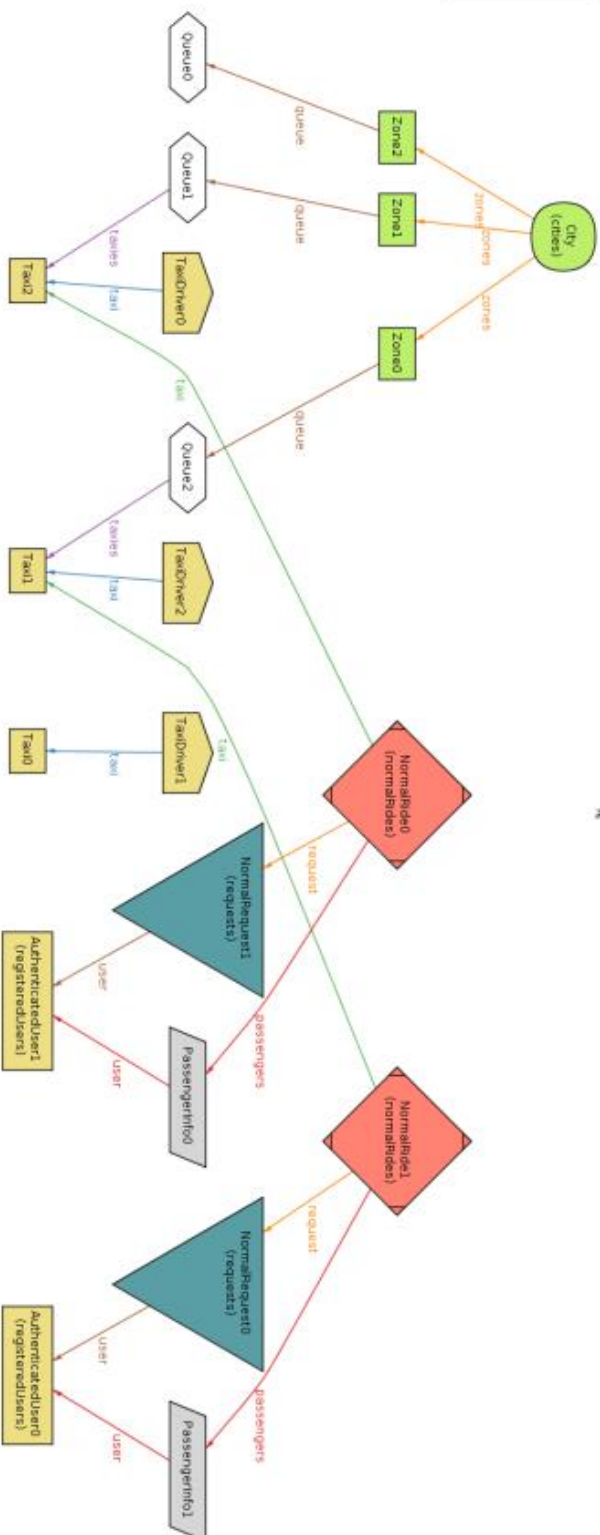 City
(cities)
zones
zones
zones
Zone2
Zone1
Zone0
NormalRide0
(normalRides)
NormalRide1
(normalRides)
queue
queue
queue
request
passengers
request
passengers
taxi
taxi
NormalRequest1
(requests)
NormalRequest0
(requests)
Queue0
Queue1
TaxiDriver0
Queue2
TaxiDriver2
TaxiDriver1
PassengerInfo0
PassengerInfo1
taxies
taxi
taxies
taxi
taxi
user
user
user
user
Taxi2
Taxi1
Taxi0
AuthenticatedUser1
(registeredUsers)
AuthenticatedUser0
(registeredUsers)